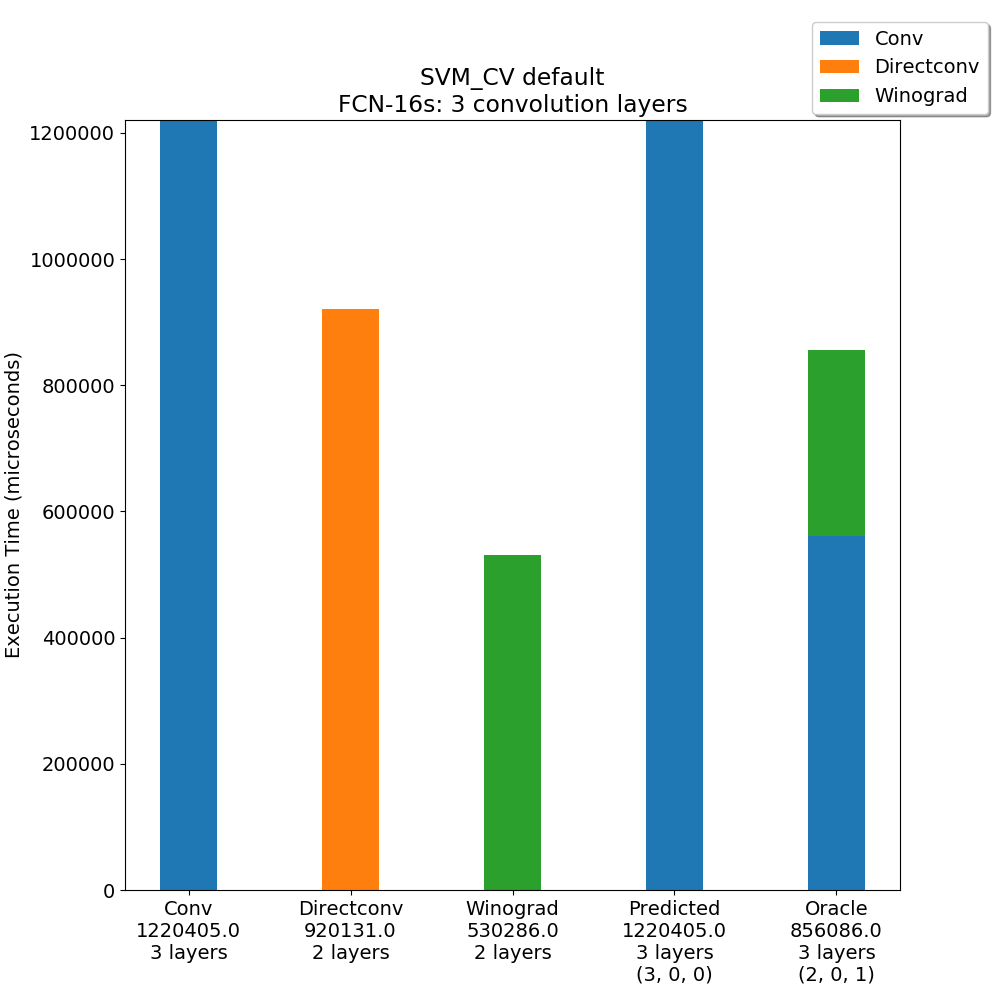 Conv
Directconv
Winograd
SVM_CV default
FCN-16s: 3 convolution layers
Execution Time (microseconds)
1200000
1000000
800000
600000
400000
200000
0
Conv
1220405.0
3 layers
Directconv
920131.0
2 layers
Winograd
530286.0
2 layers
Predicted
1220405.0
3 layers
(3, 0, 0)
Oracle
856086.0
3 layers
(2, 0, 1)